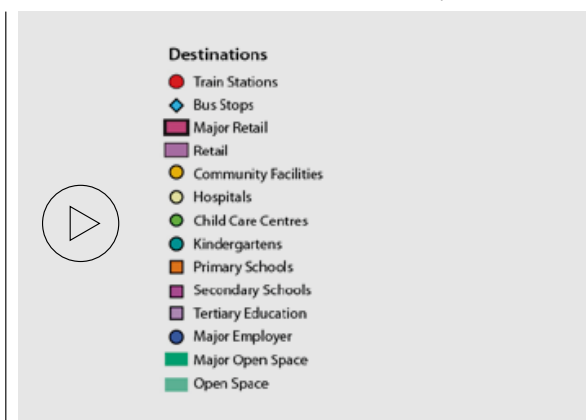 Destinations
Train Stations
Bus Stops
Major Retail
Retail
Community Facilities
Hospitals
Child Care Centres
Kindergartens
Primary Schools
Secondary Schools
Tertiary Education
Major Employer
Major Open Space
Open Space